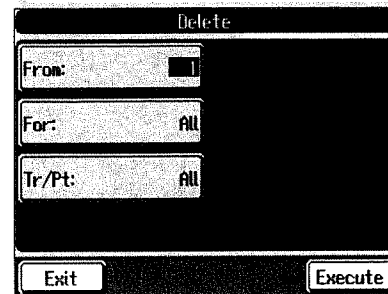 Delete
From: 1
For: All
Tr/Pt: All
Exit Execute